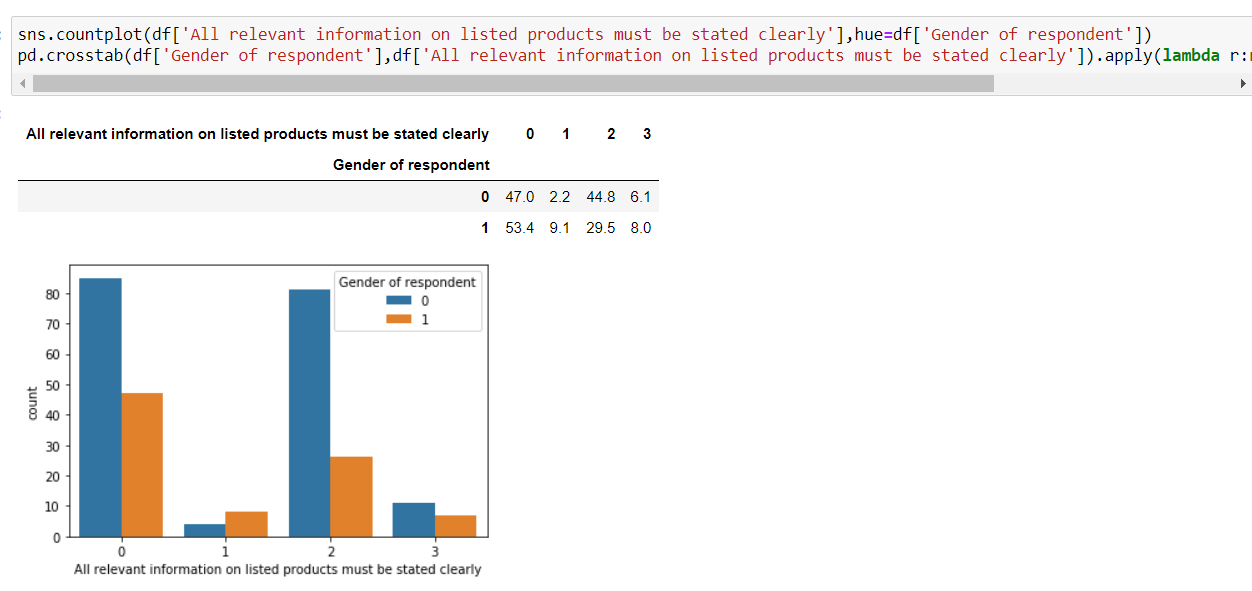 sns.countplot(df['All relevant information on listed products must be stated clearly'],hue=df['Gender of respondent'])
pd.crosstab(df['Gender of respondent'],df['All relevant information on listed products must be stated clearly']).apply(lambda r:
All relevant information on listed products must be stated clearly 0 1 2 3
Gender of respondent
0 47.0 2.2 44.8 6.1
1 53.4 9.1 29.5 8.0
Gender of respondent
0
1
80
70
60
50
40
30
20
10
0
count
0 1 2 3
All relevant information on listed products must be stated clearly